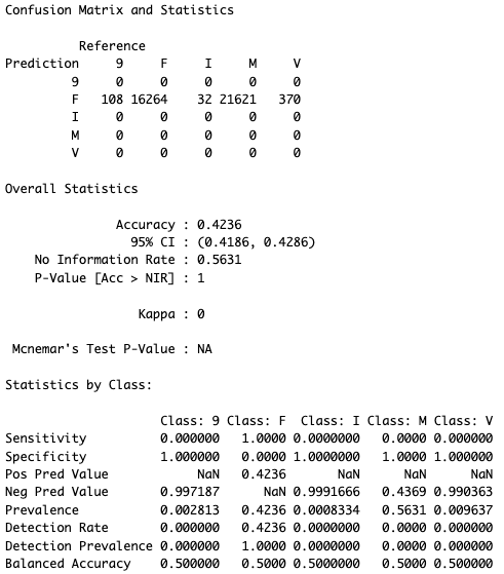 Confusion Matrix and Statistics
Reference
Prediction 9 F I M V
9 0 0 0 0 0
F 108 16264 32 21621 370
I 0 0 0 0 0
M 0 0 0 0 0
V 0 0 0 0 0
Overall Statistics
Accuracy : 0.4236
95% CI : (0.4186, 0.4286)
No Information Rate : 0.5631
P-Value [Acc > NIR] : 1
Kappa : 0
Mcnemar's Test P-Value : NA
Statistics by Class:
Class: 9 Class: F Class: I Class: M Class: V
Sensitivity 0.000000 1.0000 0.0000000 0.0000 0.000000
Specificity 1.000000 0.0000 1.0000000 1.0000 1.000000
Pos Pred Value NaN 0.4236 NaN NaN NaN
Neg Pred Value 0.997187 NaN 0.9991666 0.4369 0.990363
Prevalence 0.002813 0.4236 0.0008334 0.5631 0.009637
Detection Rate 0.000000 0.4236 0.0000000 0.0000 0.000000
Detection Prevalence 0.000000 1.0000 0.0000000 0.0000 0.000000
Balanced Accuracy 0.500000 0.5000 0.5000000 0.5000 0.500000